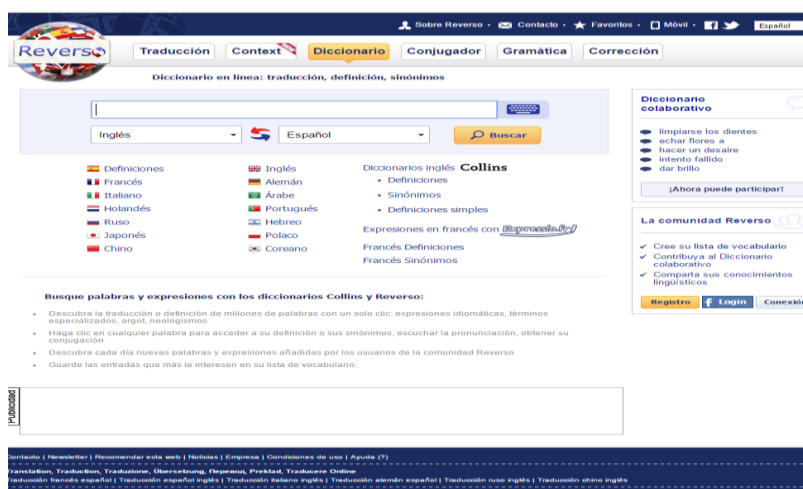 Sobre Reverso · Contacto · Favoritos · Móvil · Español
Reverso
Traducción Context Diccionario Conjugador Gramática Corrección
Diccionario en línea: traducción, definición, sinónimos
Inglés Español Buscar
Definiciones
Francés
Italiano
Holandés
Ruso
Japonés
Chino
Inglés
Alemán
Árabe
Portugués
Hebreo
Polaco
Coreano
Diccionarios inglés Collins
• Definiciones
• Sinónimos
• Definiciones simples
Expresiones en francés con Expressio.fr
Francés Definiciones
Francés Sinónimos
Diccionario
colaborativo
limpiarse los dientes
echar flores a
hacer un desaire
intento fallido
dar brillo
¡Ahora puede participar!
La comunidad Reverso
Cree su lista de vocabulario
Contribuya al Diccionario
colaborativo
Comparta sus conocimientos
lingüísticos
Registro f Login Conexión
Busque palabras y expresiones con los diccionarios Collins y Reverso:
Descubra la traducción o definición de millones de palabras con un solo clic: expresiones idiomáticas, términos
especializados, argot, neologismos
Haga clic en cualquier palabra para acceder a su definición o sus sinónimos, escuchar la pronunciación, obtener su
conjugación
Descubra cada día nuevas palabras y expresiones añadidas por los usuarios de la comunidad Reverso
Guarde las entradas que más le interesen en su lista de vocabulario.
Publicidad
Contacto | Newsletter | Recomender esta web | Noticias | Empresa | Condiciones de uso | Ayuda (?)
Translation, Traduction, Traduzione, Übersetzung, Перевод, Překlad, Traducere Online
Traducción francés español | Traducción español inglés | Traducción italiano inglés | Traducción alemán español | Traducción ruso inglés | Traducción chino inglés